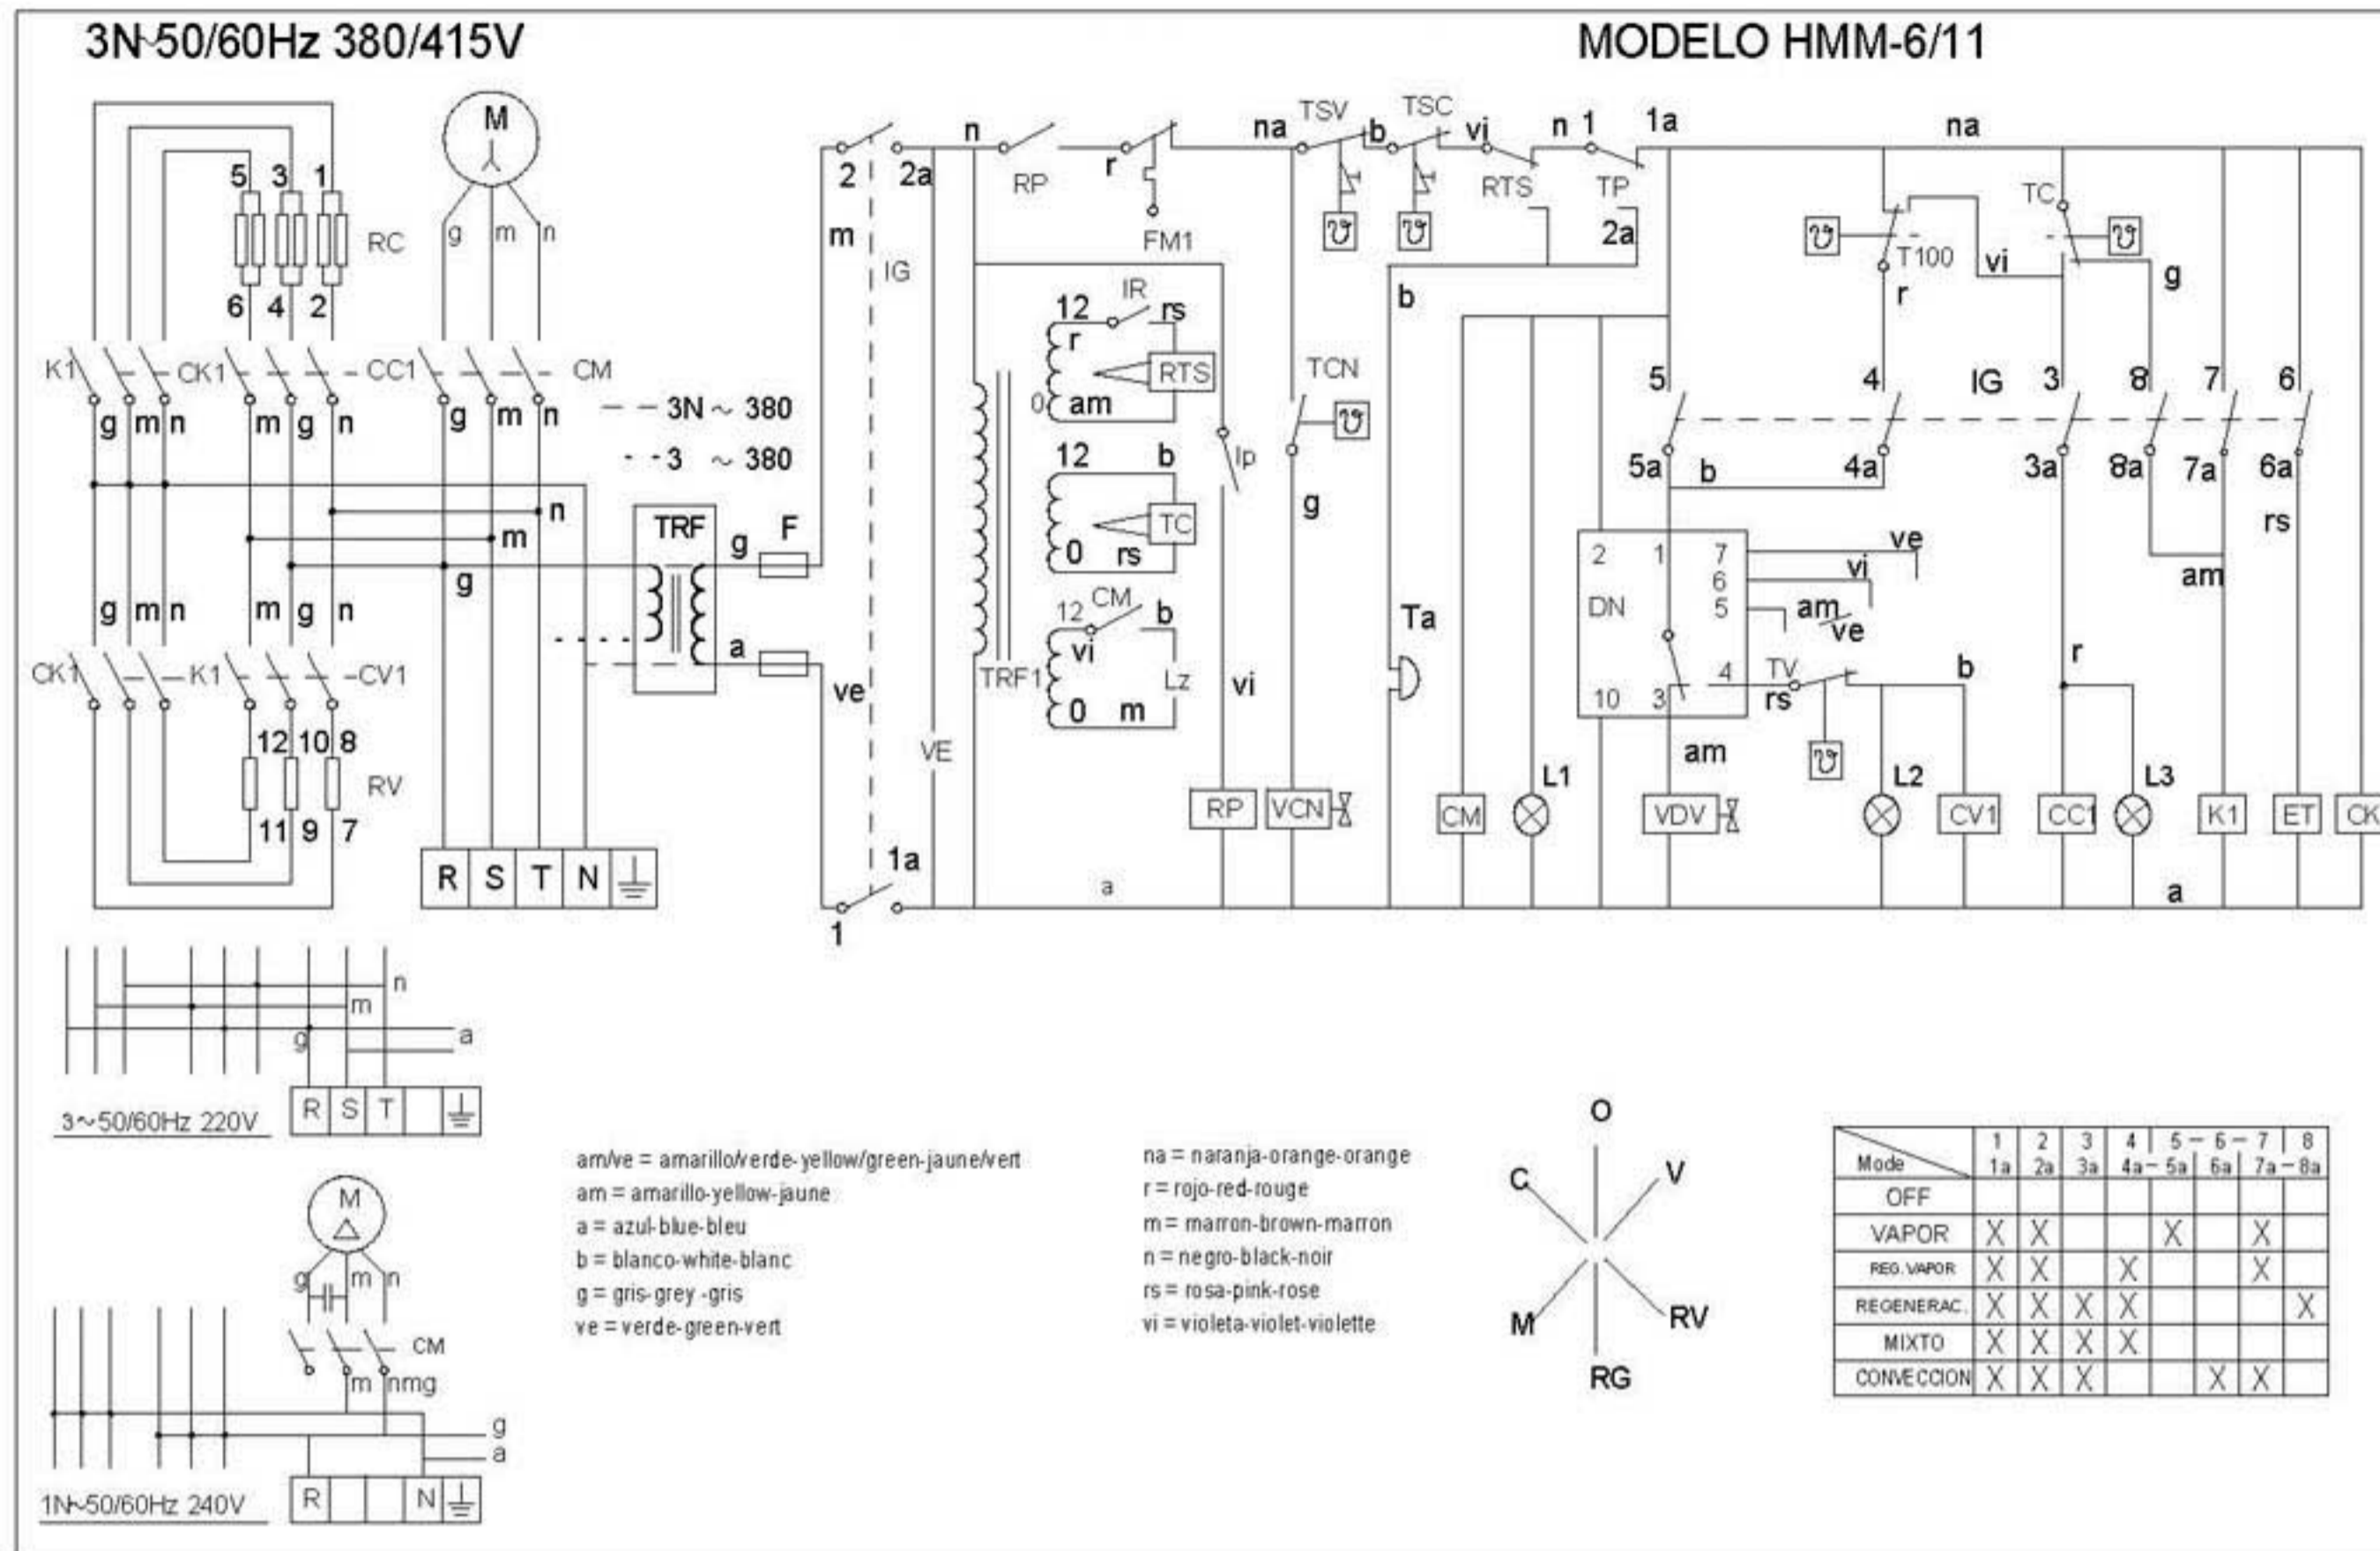 3N~50/60Hz 380/415V
MODELO HMM-6/11
M
5 3 1
RC
g m n
6 4 2
K1 CK1 CC1 CM
g m n m g n g m n
— — 3N ~ 380
- - 3 ~ 380
n
m
g
g m n m g n
CK1 K1 CV1
12 10 8
RV
11 9 7
R S T N
TRF
g F
a
2 2a n RP r na TSV b TSC vi n 1 1a na
m
IG
FM1
RTS TP
2a
12 IR rs
r
RTS
0 am
12 b
TC
0 rs
12 CM b
vi
Lz
0 m
TRF1
ve
VE
Ip
vi
TCN
g
b
Ta
RP VCN
a
1a
1
TC
T100
vi
r
g
5 4 IG 3 8 7 6
5a b 4a 3a 8a 7a 6a
rs
am
2 1 7 ve
6 vi
DN 5 am
ve
4 TV b
10 3 rs
am
r
L1 L2 L3
CM VDV CV1 CC1 K1 ET CK
a
n
m
g a
3~50/60Hz 220V
R S T
M
g m n
CM
m nmg
g
a
1N~50/60Hz 240V
R N
am/ve = amarillo/verde-yellow/green-jaune/vert
am = amarillo-yellow-jaune
a = azul-blue-bleu
b = blanco-white-blanc
g = gris-grey -gris
ve = verde-green-vert
na = naranja-orange-orange
r = rojo-red-rouge
m = marron-brown-marron
n = negro-black-noir
rs = rosa-pink-rose
vi = violeta-violet-violette
O
C V
M RV
RG
1 2 3 4 5 – 6 – 7 8
Mode 1a 2a 3a 4a – 5a 6a 7a – 8a
OFF
VAPOR X X X X
REG. VAPOR X X X X
REGENERAC. X X X X X
MIXTO X X X X
CONVECCION X X X X X